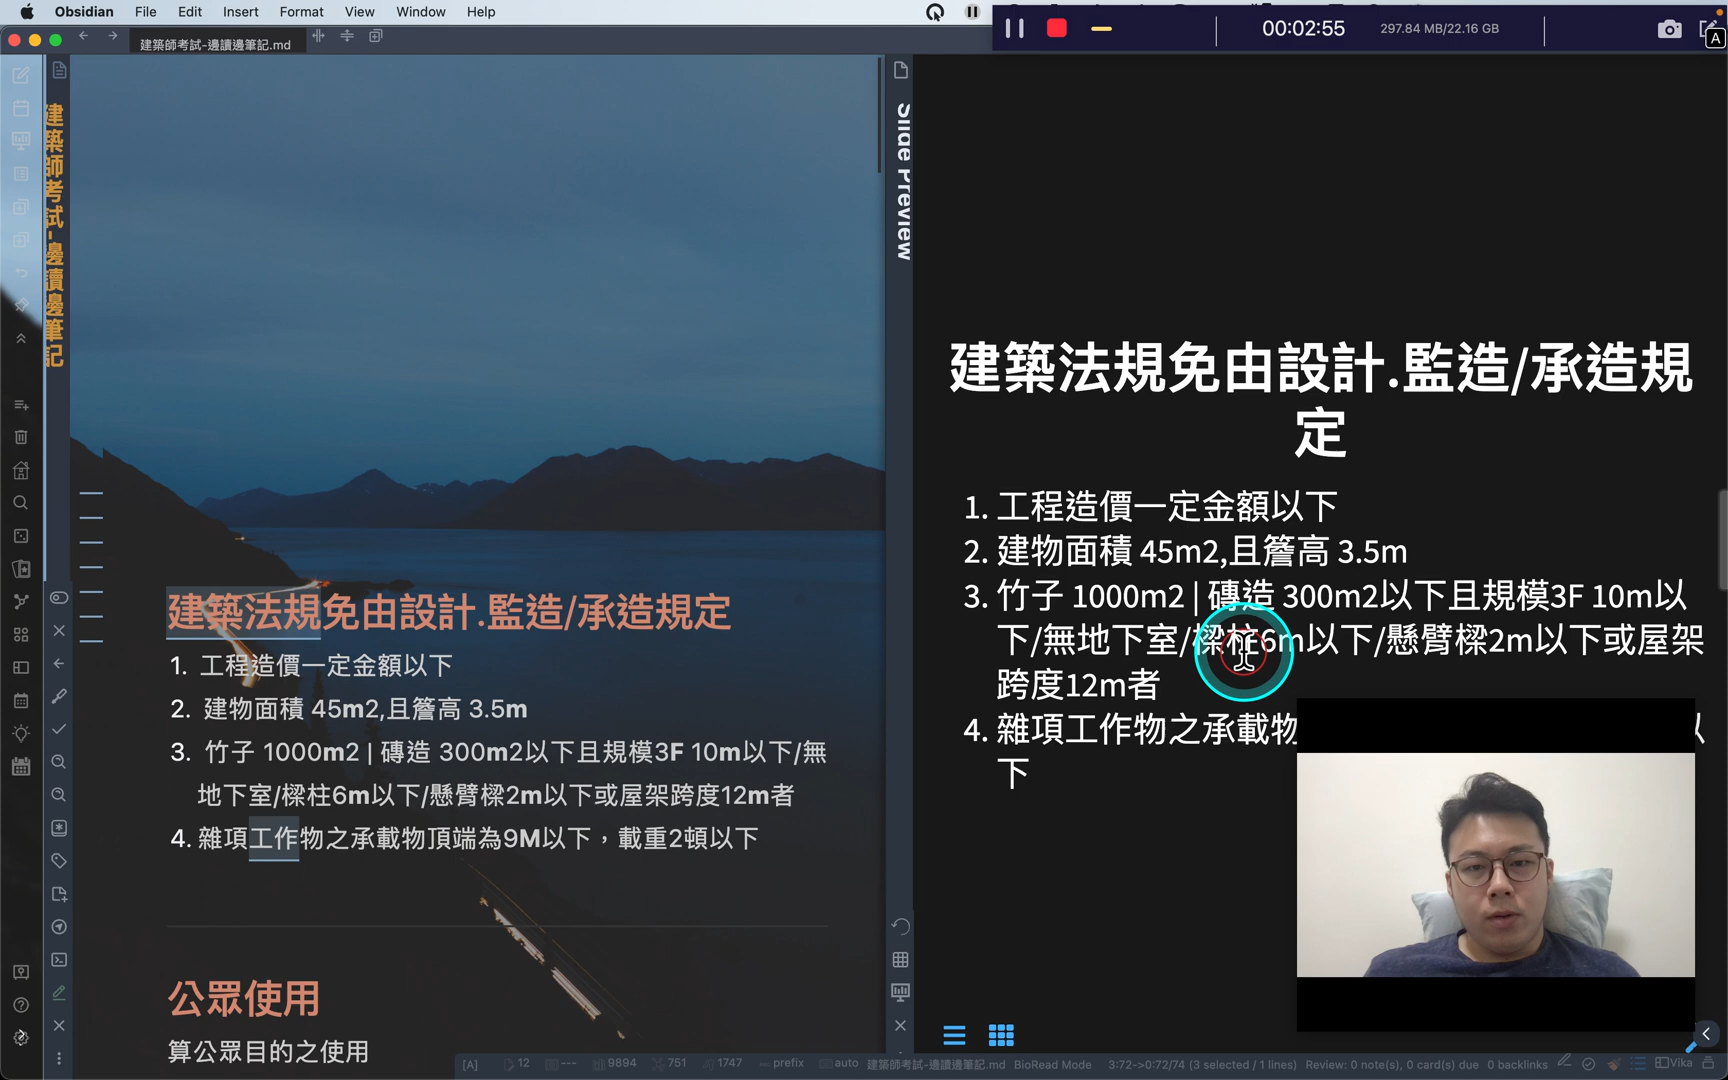 Obsidian File Edit Insert Format View Window Help
00:02:55 297.84 MB/22.16 GB
A
建築師考試-邊讀邊筆記.md
建築師考試-邊讀邊筆記
Slide Preview
建築法規免由設計.監造/承造規定
1. 工程造價一定金額以下
2. 建物面積 45m2,且簷高 3.5m
3. 竹子 1000m2 | 磚造 300m2以下且規模3F 10m以下/無
地下室/樑柱6m以下/懸臂樑2m以下或屋架跨度12m者
4. 雜項工作物之承載物頂端為9M以下，載重2頓以下
公眾使用
算公眾目的之使用
建築法規免由設計.監造/承造規
定
1. 工程造價一定金額以下
2. 建物面積 45m2,且簷高 3.5m
3. 竹子 1000m2 | 磚造 300m2以下且規模3F 10m以
下/無地下室/樑柱6m以下/懸臂樑2m以下或屋架
跨度12m者
4. 雜項工作物之承載物
以
下
[A] 12 --- 9894 751 1747 prefix auto 建築師考試-邊讀邊筆記.md BioRead Mode 3:72->0:72/74 (3 selected / 1 lines) Review: 0 note(s), 0 card(s) due 0 backlinks Vika